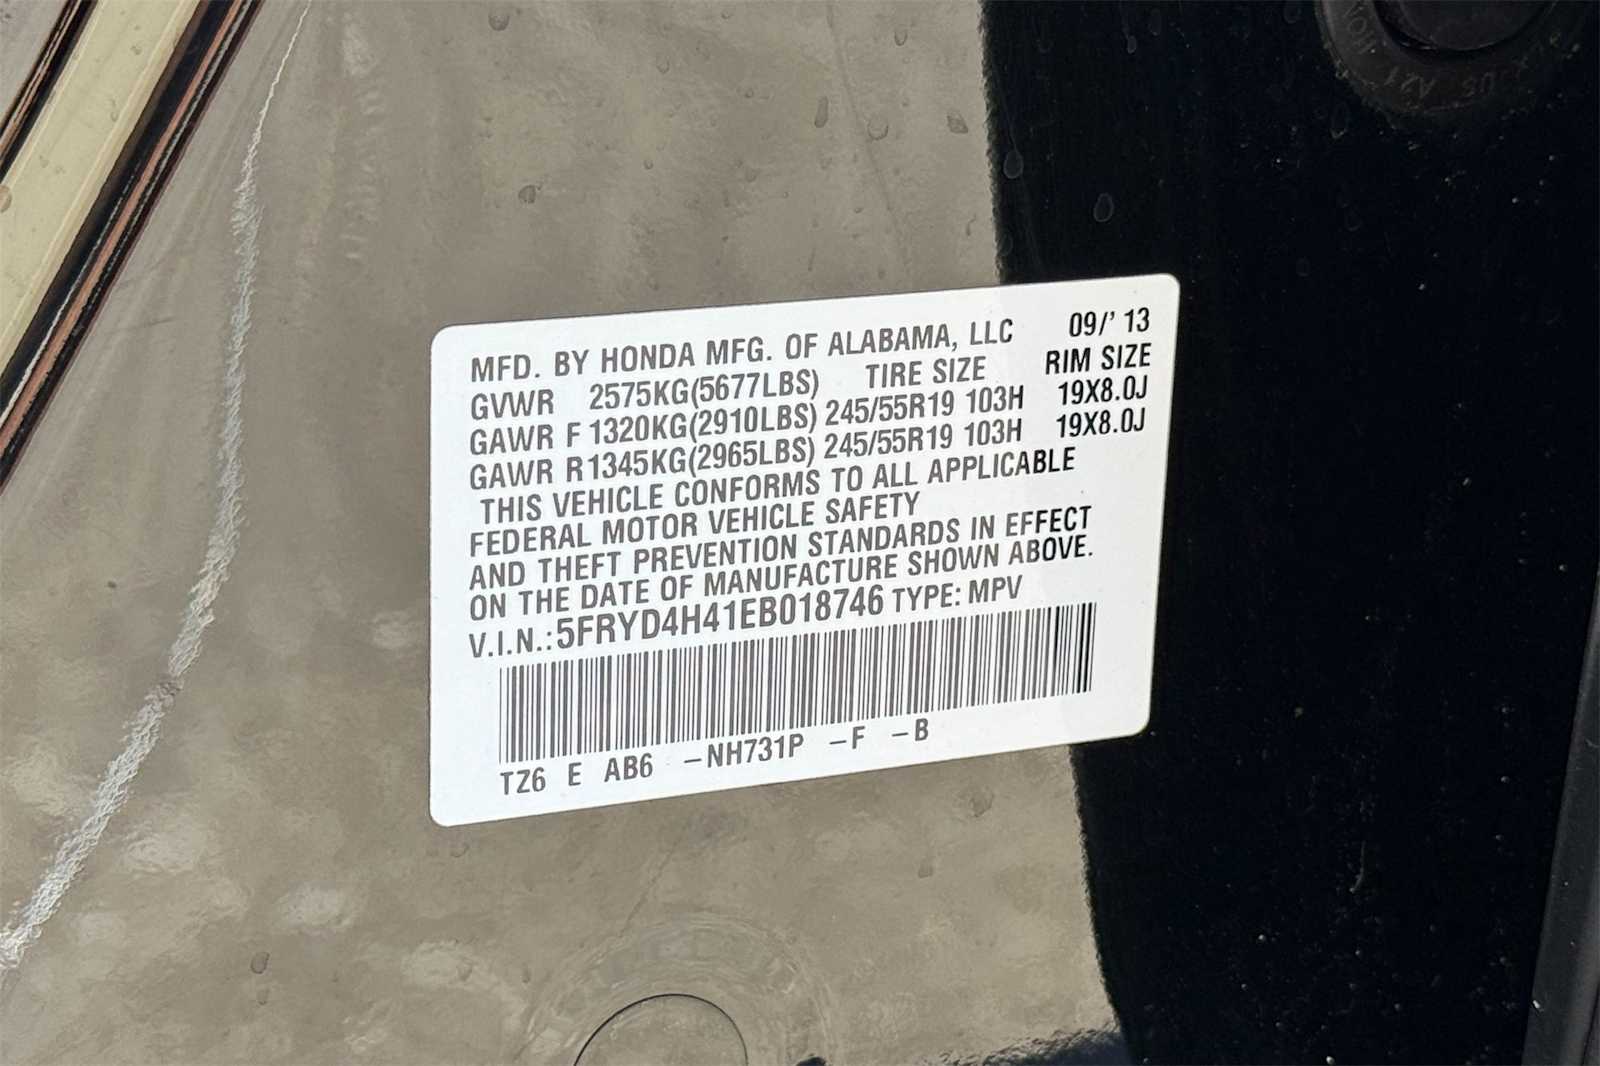 MFD. BY HONDA MFG. OF ALABAMA, LLC 09/' 13
GVWR 2575KG(5677LBS) TIRE SIZE RIM SIZE
GAWR F 1320KG(2910LBS) 245/55R19 103H 19X8.0J
GAWR R 1345KG(2965LBS) 245/55R19 103H 19X8.0J
THIS VEHICLE CONFORMS TO ALL APPLICABLE
FEDERAL MOTOR VEHICLE SAFETY
AND THEFT PREVENTION STANDARDS IN EFFECT
ON THE DATE OF MANUFACTURE SHOWN ABOVE.
V.I.N.: 5FRYD4H41EB018746 TYPE: MPV
TZ6 E AB6 -NH731P -F -B